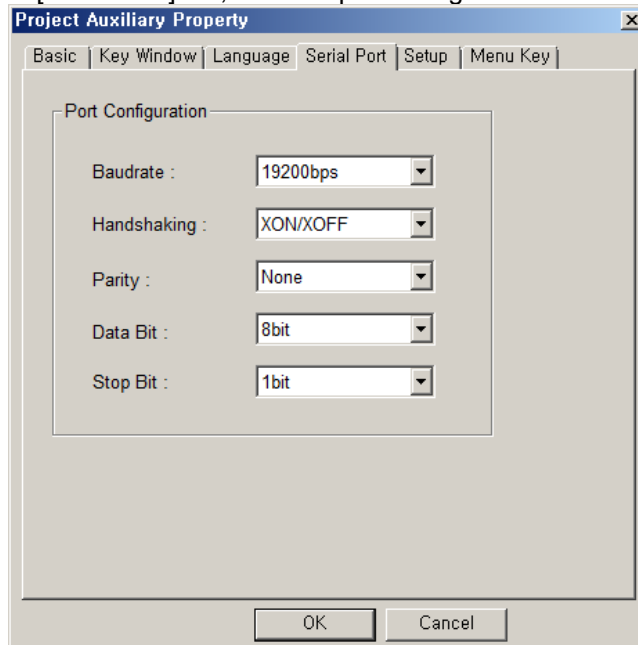 Project Auxiliary Property
Basic Key Window Language Serial Port Setup Menu Key
Port Configuration
Baudrate : 19200bps
Handshaking : XON/XOFF
Parity : None
Data Bit : 8bit
Stop Bit : 1bit
OK Cancel